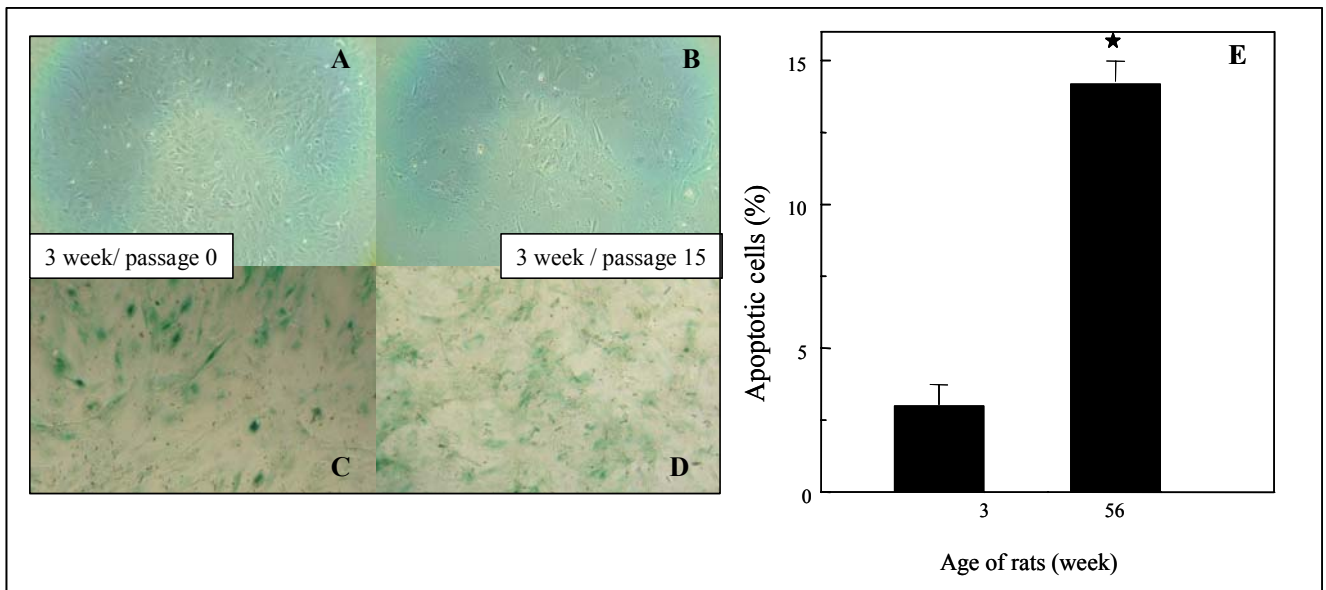 A
B
3 week/ passage 0
3 week / passage 15
C
D
E
★
15
10
5
0
Apoptotic cells (%)
3
56
Age of rats (week)